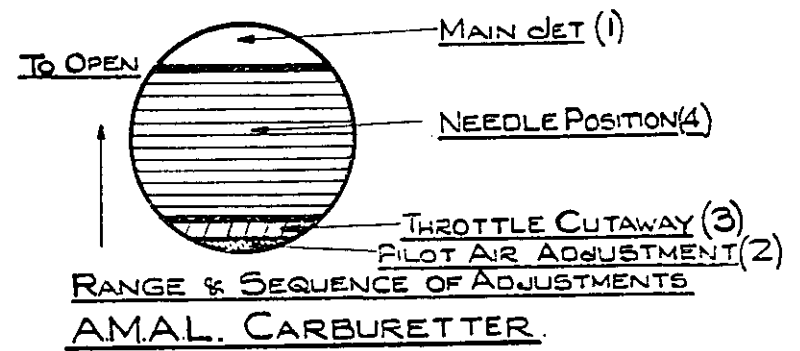 MAIN JET (1)
TO OPEN
NEEDLE POSITION (4)
THROTTLE CUTAWAY (3)
PILOT AIR ADJUSTMENT (2)
RANGE & SEQUENCE OF ADJUSTMENTS
A.M.A.L. CARBURETTER.